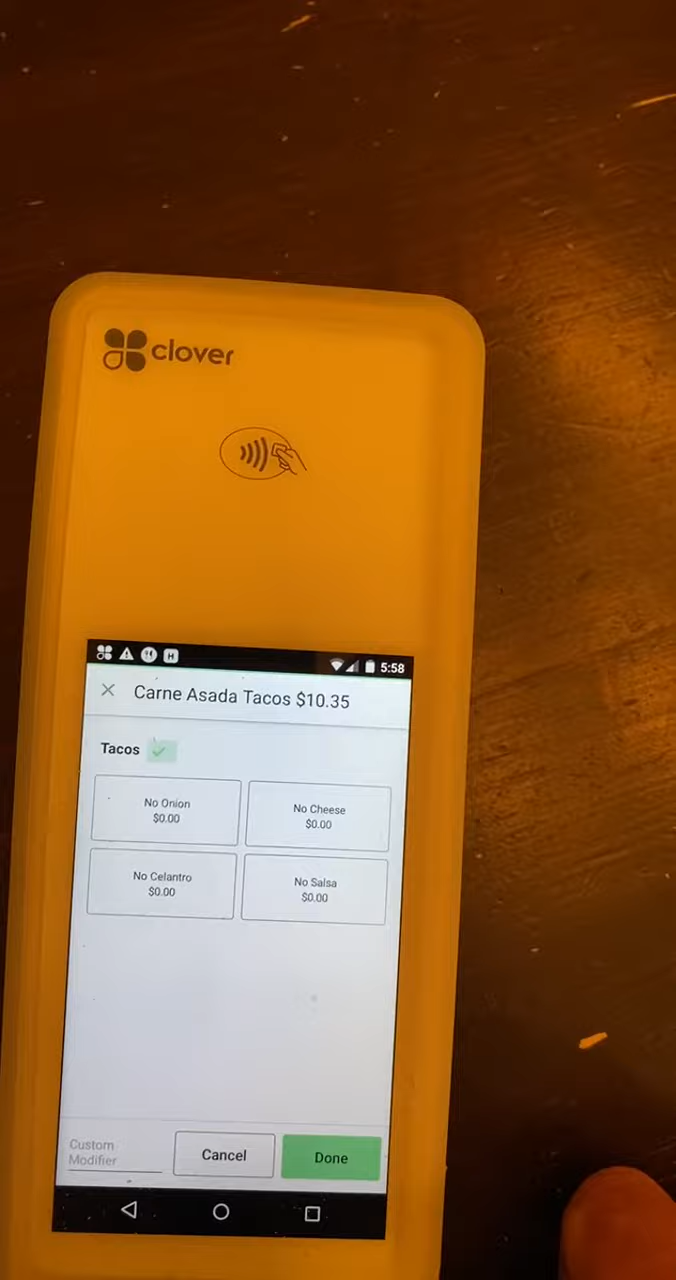 clover
H 5:58
Carne Asada Tacos $10.35
Tacos
No Onion
$0.00
No Cheese
$0.00
No Celantro
$0.00
No Salsa
$0.00
Custom
Modifier
Cancel
Done